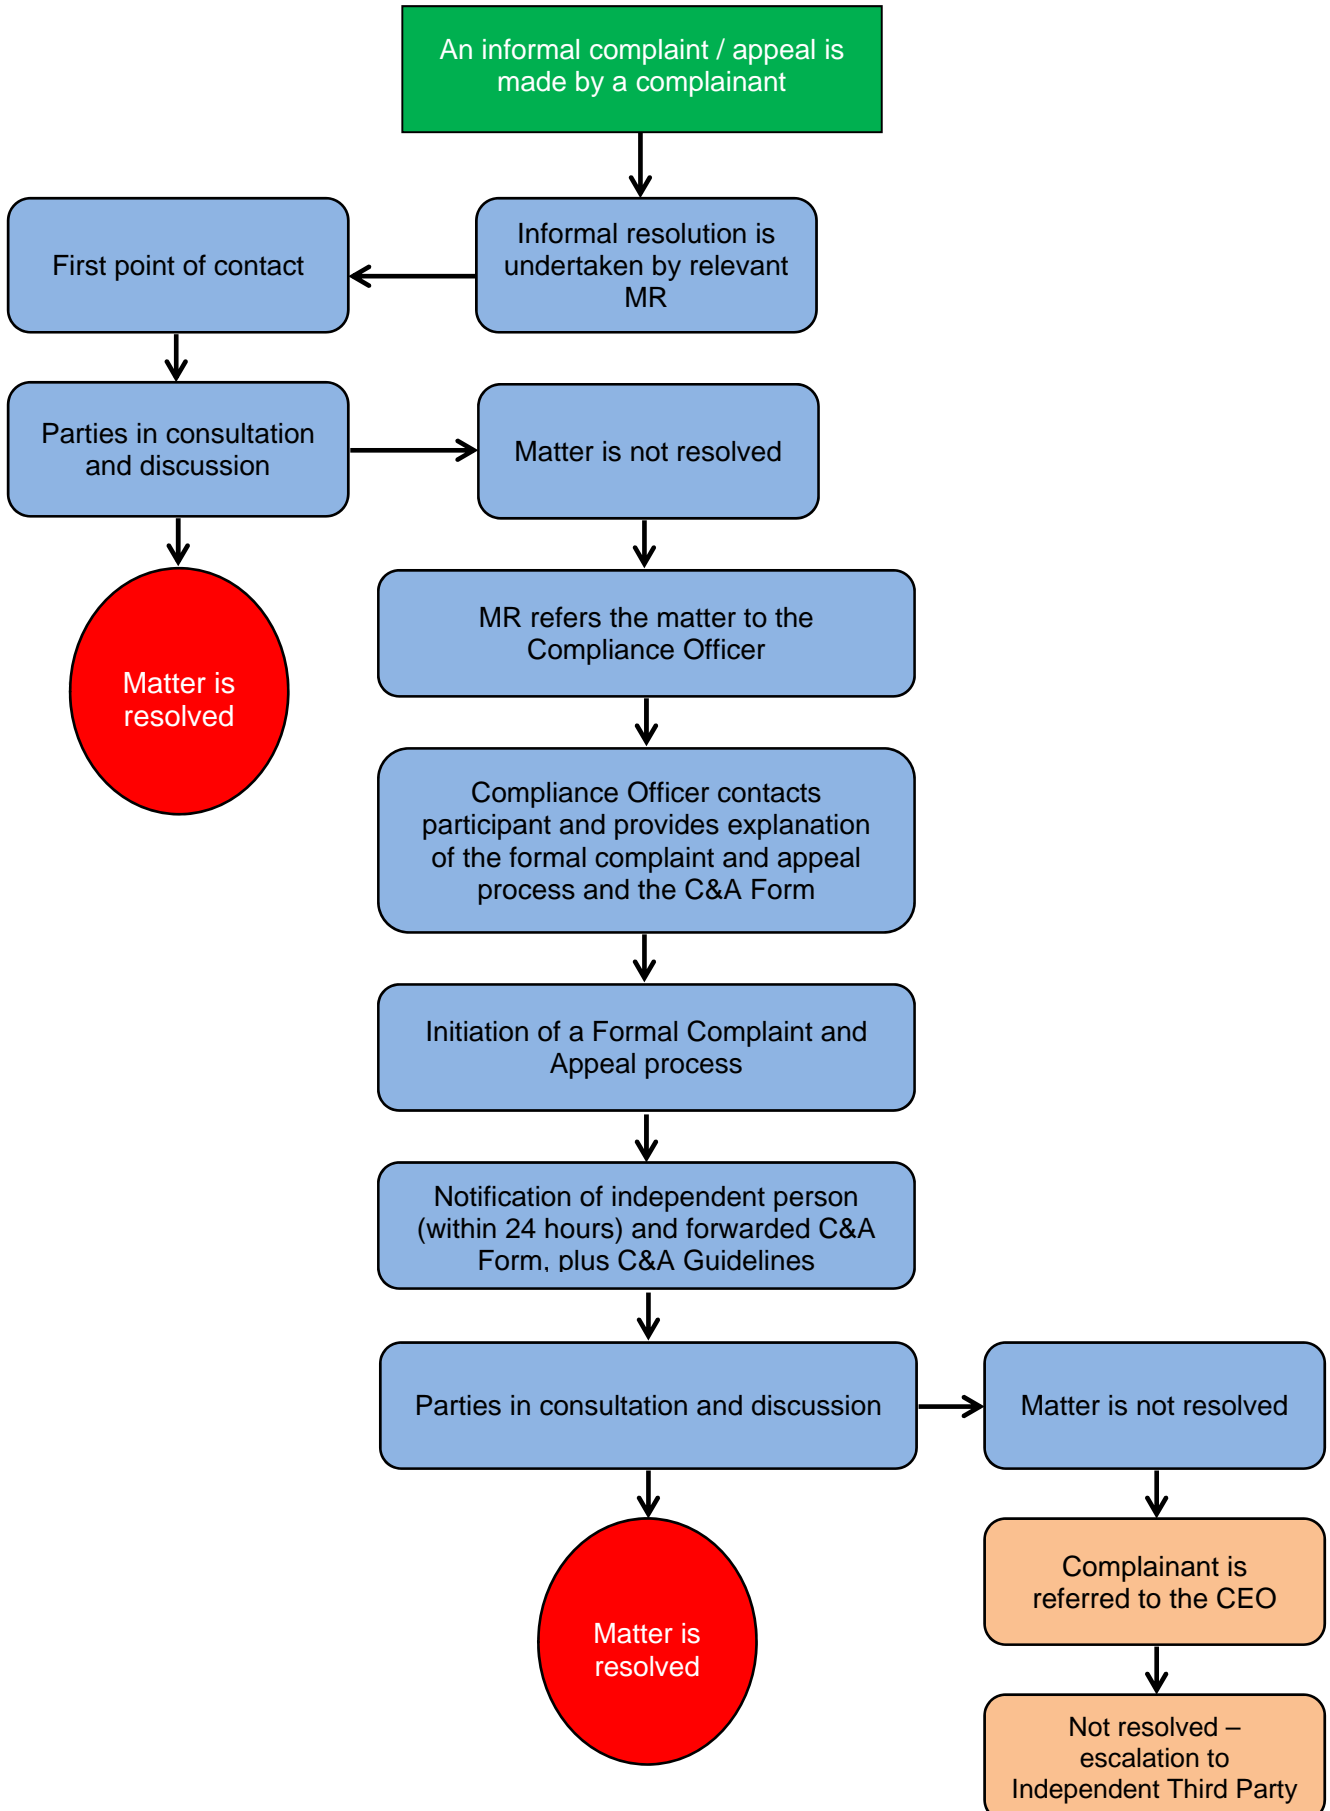 An informal complaint / appeal is
made by a complainant
Informal resolution is
undertaken by relevant
MR
First point of contact
Parties in consultation
and discussion
Matter is not resolved
Matter is
resolved
MR refers the matter to the
Compliance Officer
Compliance Officer contacts
participant and provides explanation
of the formal complaint and appeal
process and the C&A Form
Initiation of a Formal Complaint and
Appeal process
Notification of independent person
(within 24 hours) and forwarded C&A
Form, plus C&A Guidelines
Parties in consultation and discussion
Matter is not resolved
Matter is
resolved
Complainant is
referred to the CEO
Not resolved –
escalation to
Independent Third Party